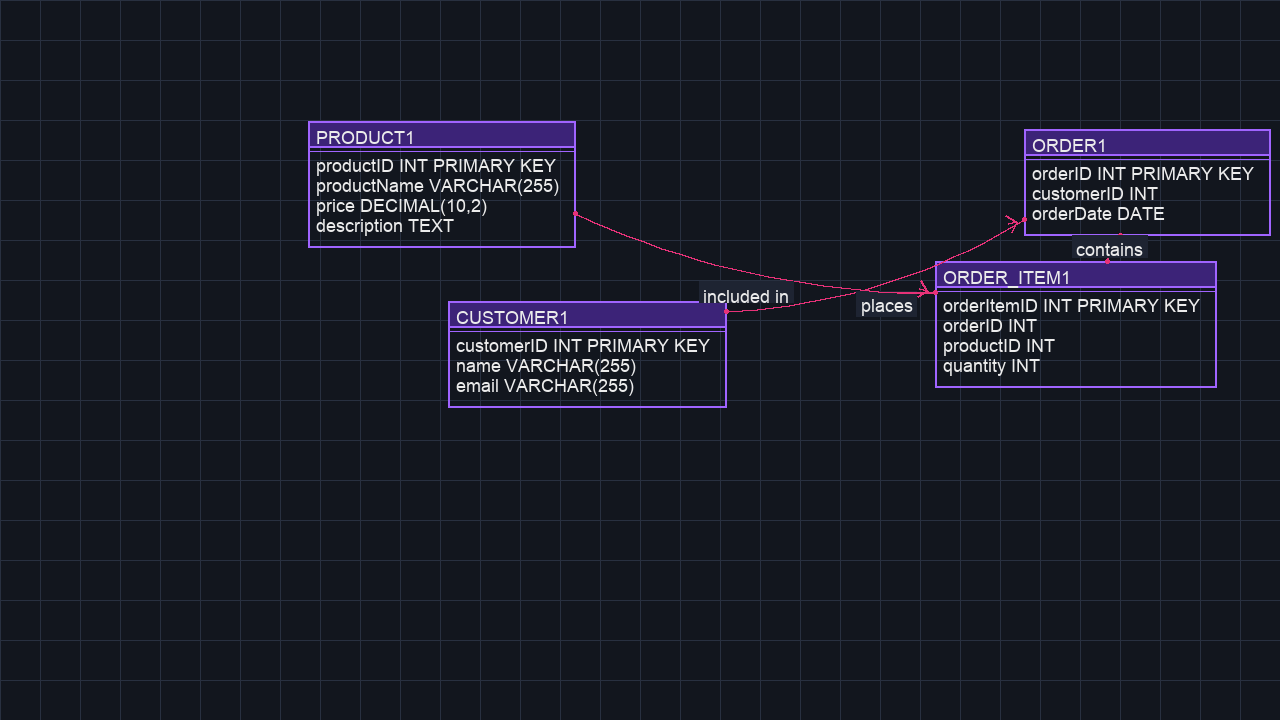 PRODUCT1
productID INT PRIMARY KEY
productName VARCHAR(255)
price DECIMAL(10,2)
description TEXT
ORDER1
orderID INT PRIMARY KEY
customerID INT
orderDate DATE
contains
ORDER_ITEM1
orderItemID INT PRIMARY KEY
orderID INT
productID INT
quantity INT
included in
places
CUSTOMER1
customerID INT PRIMARY KEY
name VARCHAR(255)
email VARCHAR(255)